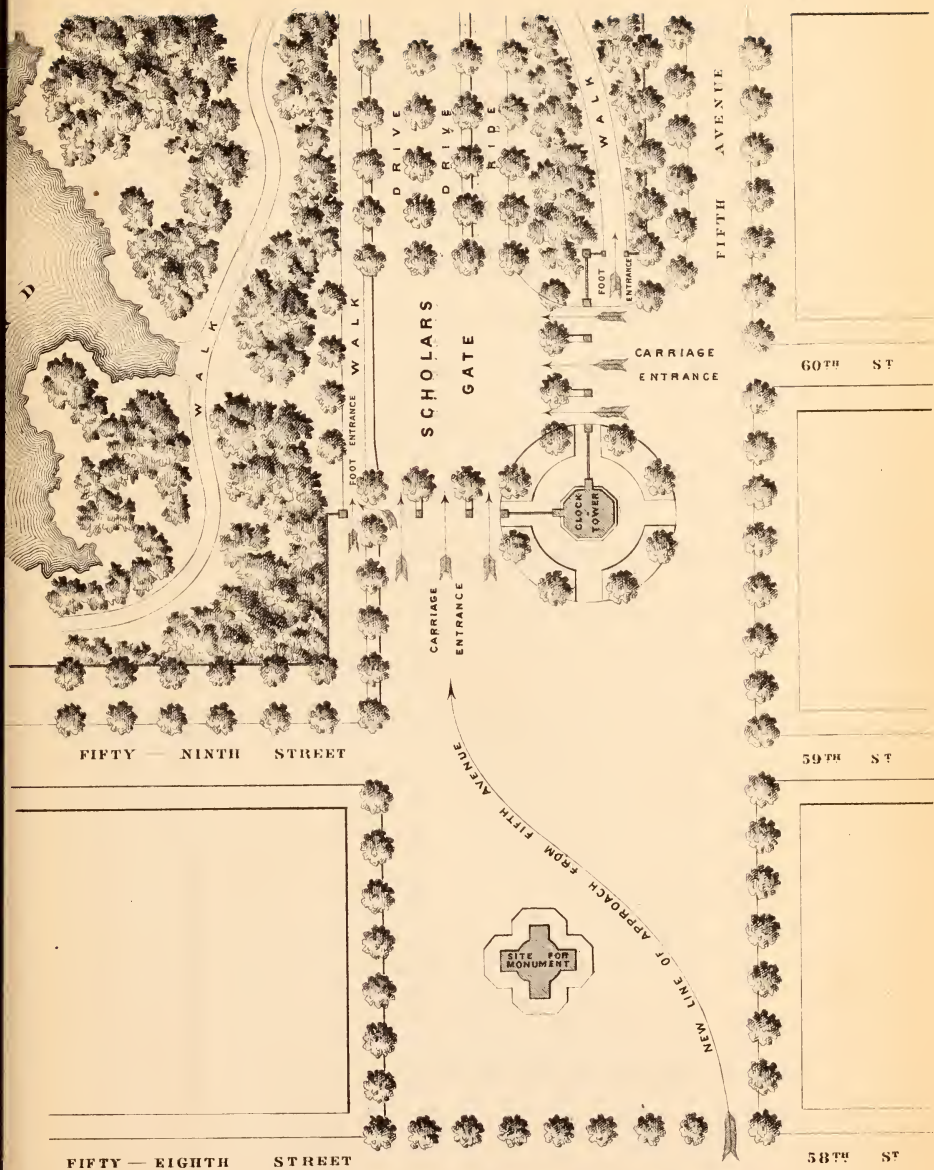 D
WALK
FOOT ENTRANCE WALK
DRIVE
DRIVE
RIDE
WALK
FIFTH AVENUE
SCHOLARS
GATE
FOOT
ENTRANCE
CARRIAGE
ENTRANCE
60TH ST
CLOCK
TOWER
CARRIAGE
ENTRANCE
FIFTY — NINTH STREET
59TH ST
NEW LINE OF APPROACH FROM FIFTH AVENUE
SITE FOR
MONUMENT
FIFTY — EIGHTH STREET
58TH ST